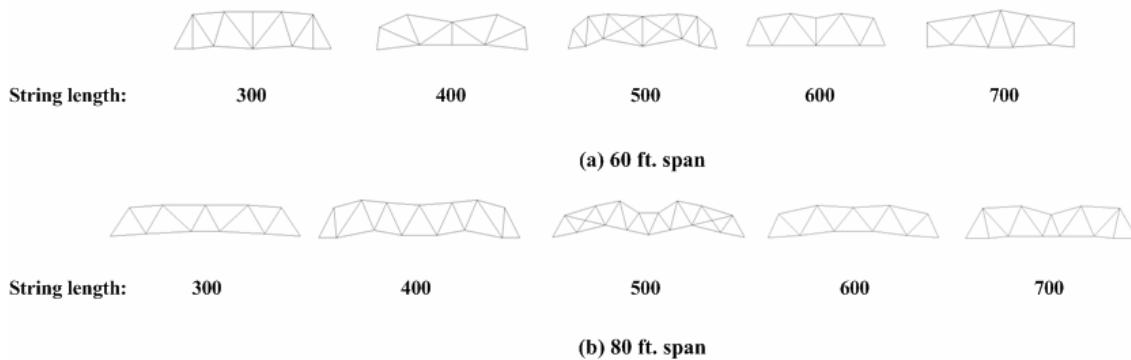 String length: 300 400 500 600 700
(a) 60 ft. span
String length: 300 400 500 600 700
(b) 80 ft. span